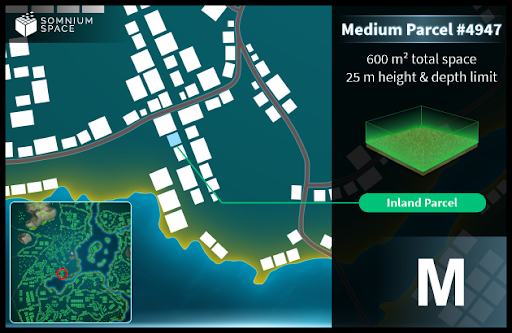 SOMNIUM
SPACE
Medium Parcel #4947
600 m² total space
25 m height & depth limit
Inland Parcel
M